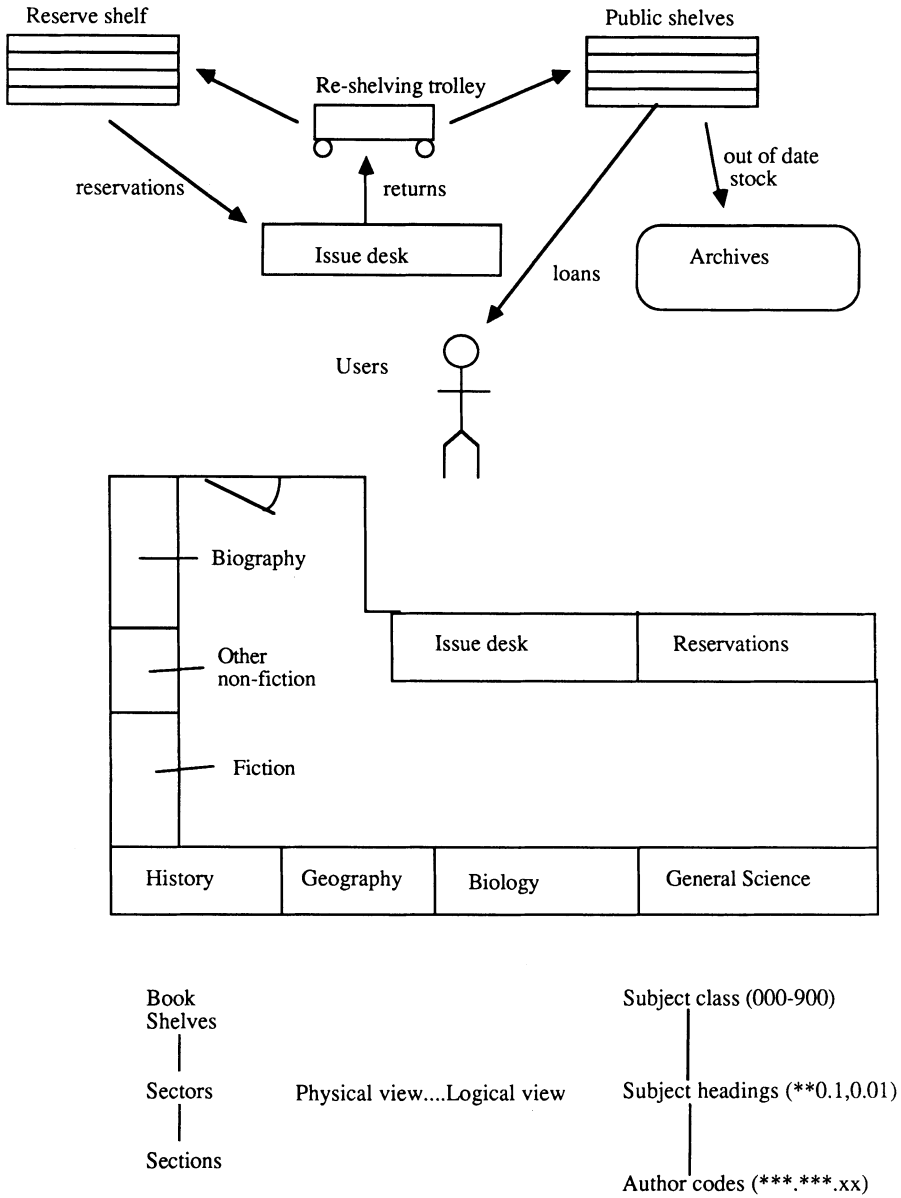 Reserve shelf
Public shelves
Re-shelving trolley
out of date
stock
reservations
returns
Issue desk
Archives
loans
Users
Biography
Issue desk
Reservations
Other
non-fiction
Fiction
History
Geography
Biology
General Science
Book
Shelves
Subject class (000-900)
Sectors
Physical view....Logical view
Subject headings (**0.1,0.01)
Sections
Author codes (***.***.xx)